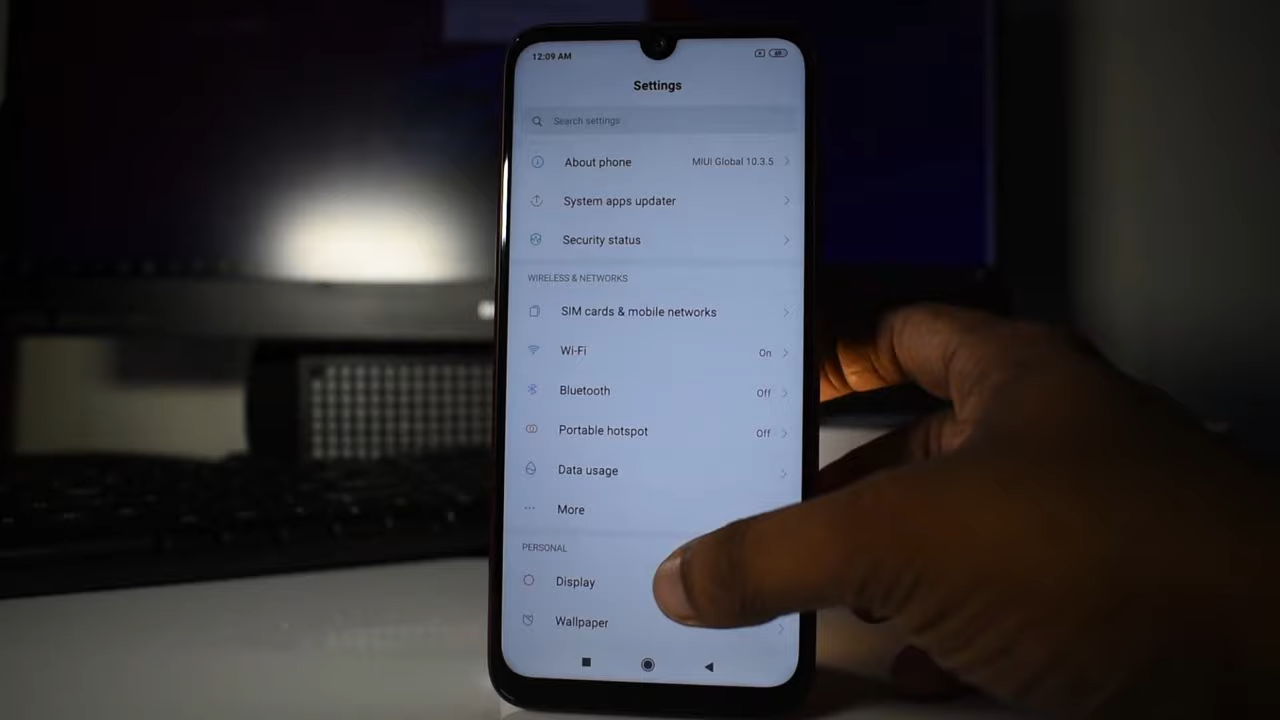 12:09 AM
Settings
Search settings
About phone MIUI Global 10.3.5
System apps updater
Security status
WIRELESS & NETWORKS
SIM cards & mobile networks
Wi-Fi On
Bluetooth Off
Portable hotspot Off
Data usage
More
PERSONAL
Display
Wallpaper